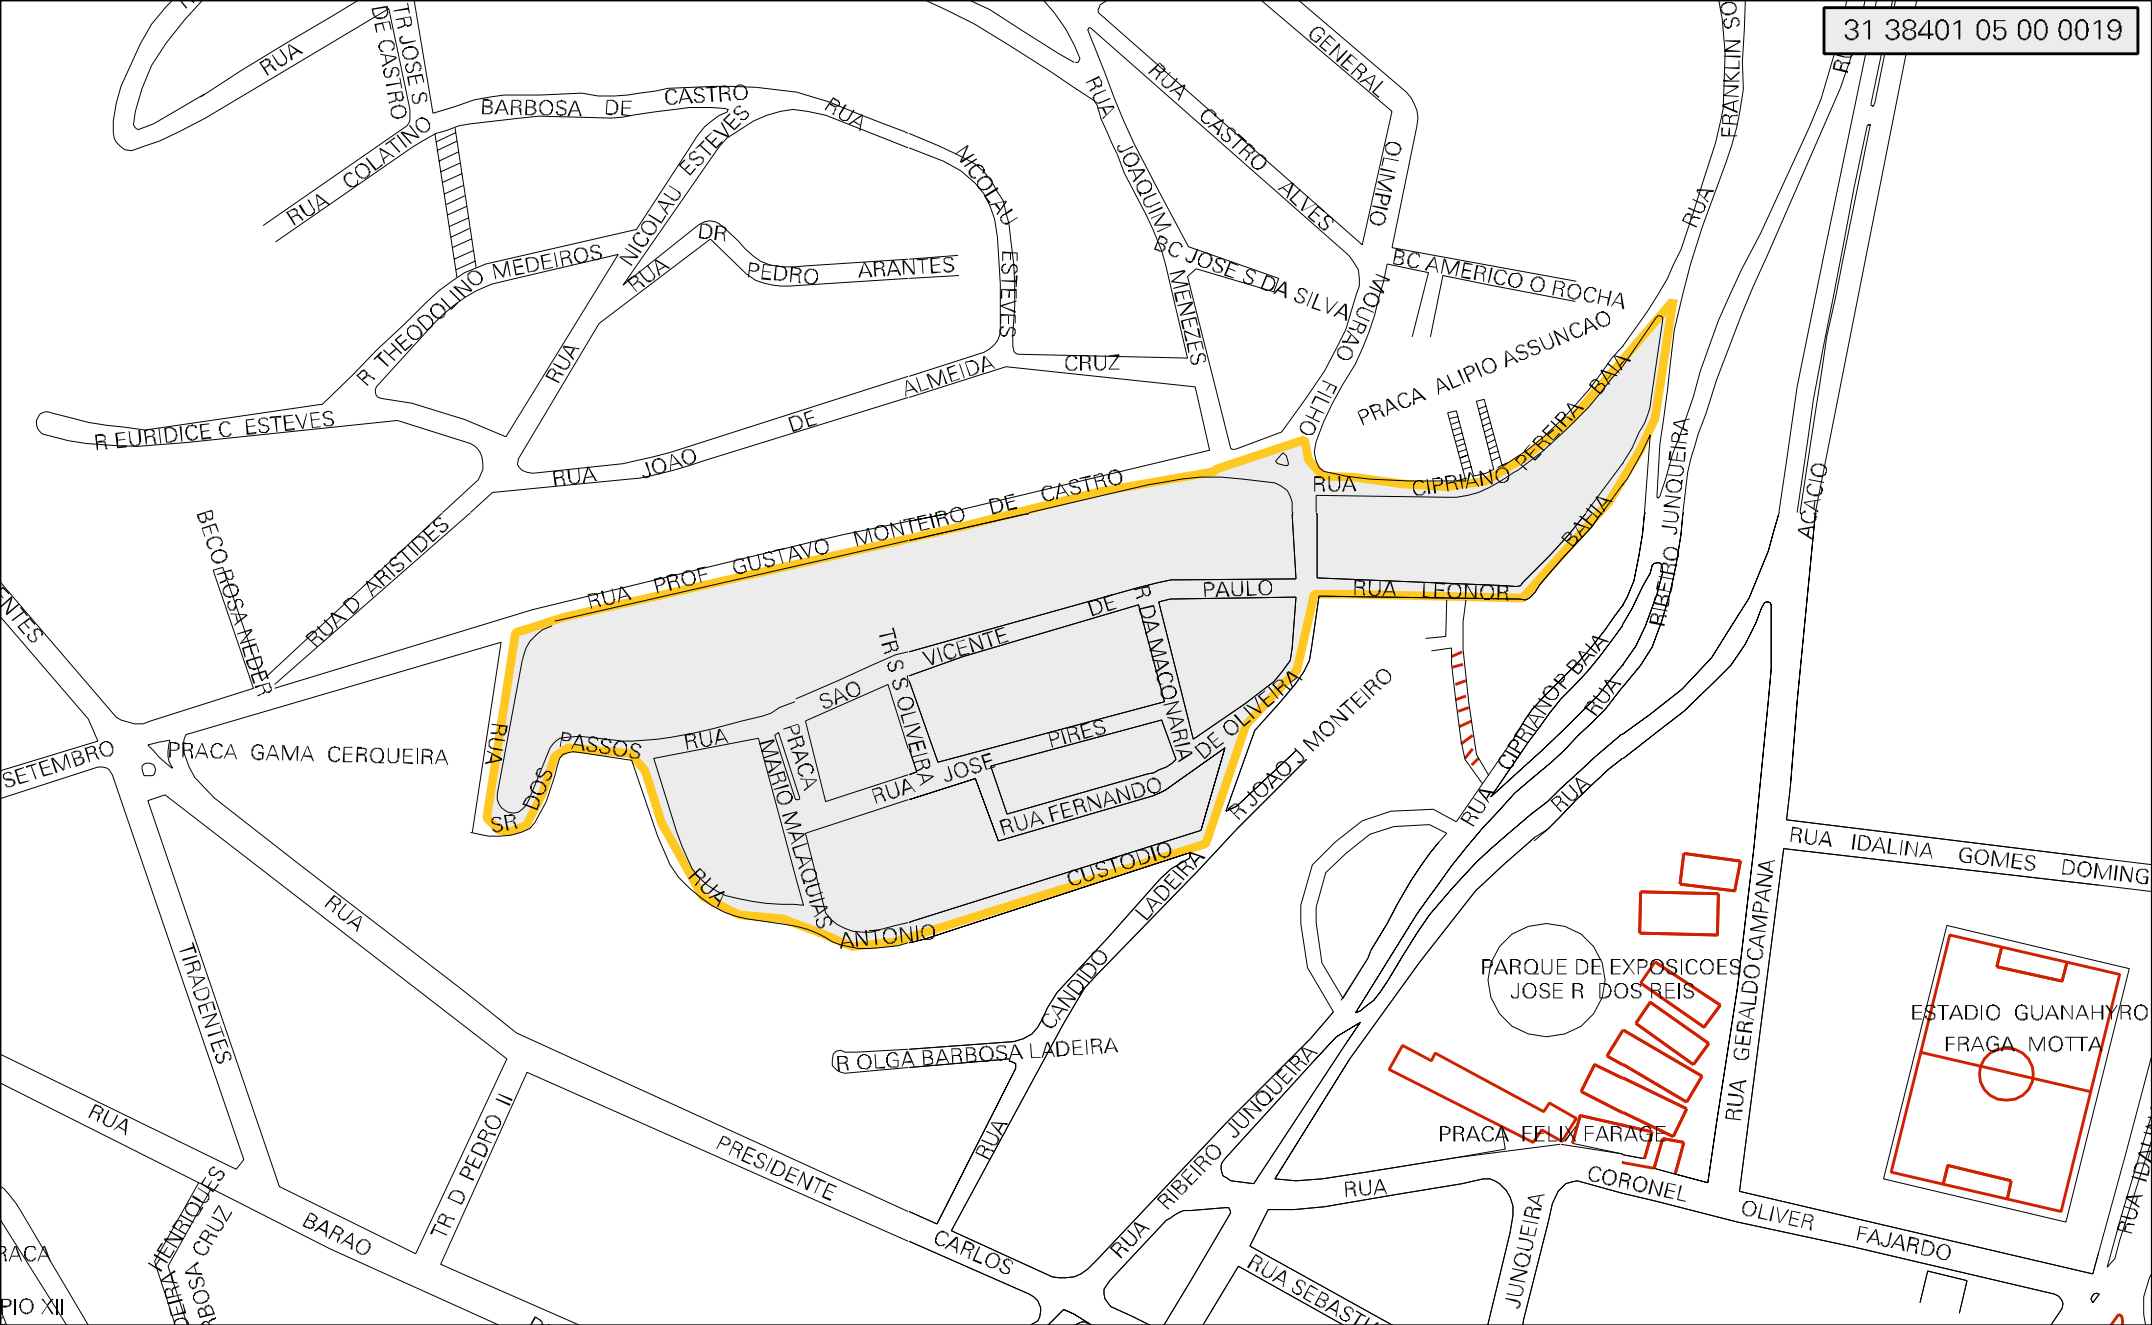 31 38401 05 00 0019
RUA
TR JOSE S
DE CASTRO
BARBOSA DE CASTRO
RUA COLATINO
RUA NICOLAU ESTEVES
NICOLAU ESTEVES
GENERAL
OLIMPIO
MOURAO FILHO
RUA CASTRO ALVES
RUA JOAQUIM
MENEZES
FRANKLIN SO
RUA
BC JOSE S DA SILVA
BC AMERICO O ROCHA
PRACA ALIPIO ASSUNCAO
R THEODOLINO MEDEIROS
RUA DR PEDRO ARANTES
RUA
R EURIDICE C ESTEVES
RUA JOAO DE ALMEIDA CRUZ
BECO ROSA NEDER
RUA D ARISTIDES
RUA PROF GUSTAVO MONTEIRO DE CASTRO
RUA CIPRIANO PEREIRA BAIA
RUA LEONOR BAHIA
RIBEIRO JUNQUEIRA
ACACIO
ENTES
SETEMBRO
PRACA GAMA CERQUEIRA
RUA SR DOS PASSOS
RUA SAO VICENTE DE PAULO
TR S S OLIVEIRA
R DA MACONARIA
PRACA
MARIO MALAQUIAS
RUA JOSE PIRES
RUA FERNANDO DE OLIVEIRA
R JOAO J MONTEIRO
RUA ANTONIO CUSTODIO
RUA CANDIDO LADEIRA
R OLGA BARBOSA LADEIRA
RUA CIPRIANO P BAIA
RUA
RUA
RUA IDALINA GOMES DOMING
RUA GERALDO CAMPANA
PARQUE DE EXPOSICOES
JOSE R DOS REIS
ESTADIO GUANAHYRO
FRAGA MOTTA
PRACA FELIX FARAGE
RUA CORONEL OLIVER FAJARDO
RUA RIBEIRO JUNQUEIRA
JUNQUEIRA
RUA SEBASTI
RUA PRESIDENTE CARLOS
TIRADENTES
TR D PEDRO II
RUA BARAO
HENRIQUES
RBOSA CRUZ
EIRA
RACA
PIO XII
RUA IDALIN